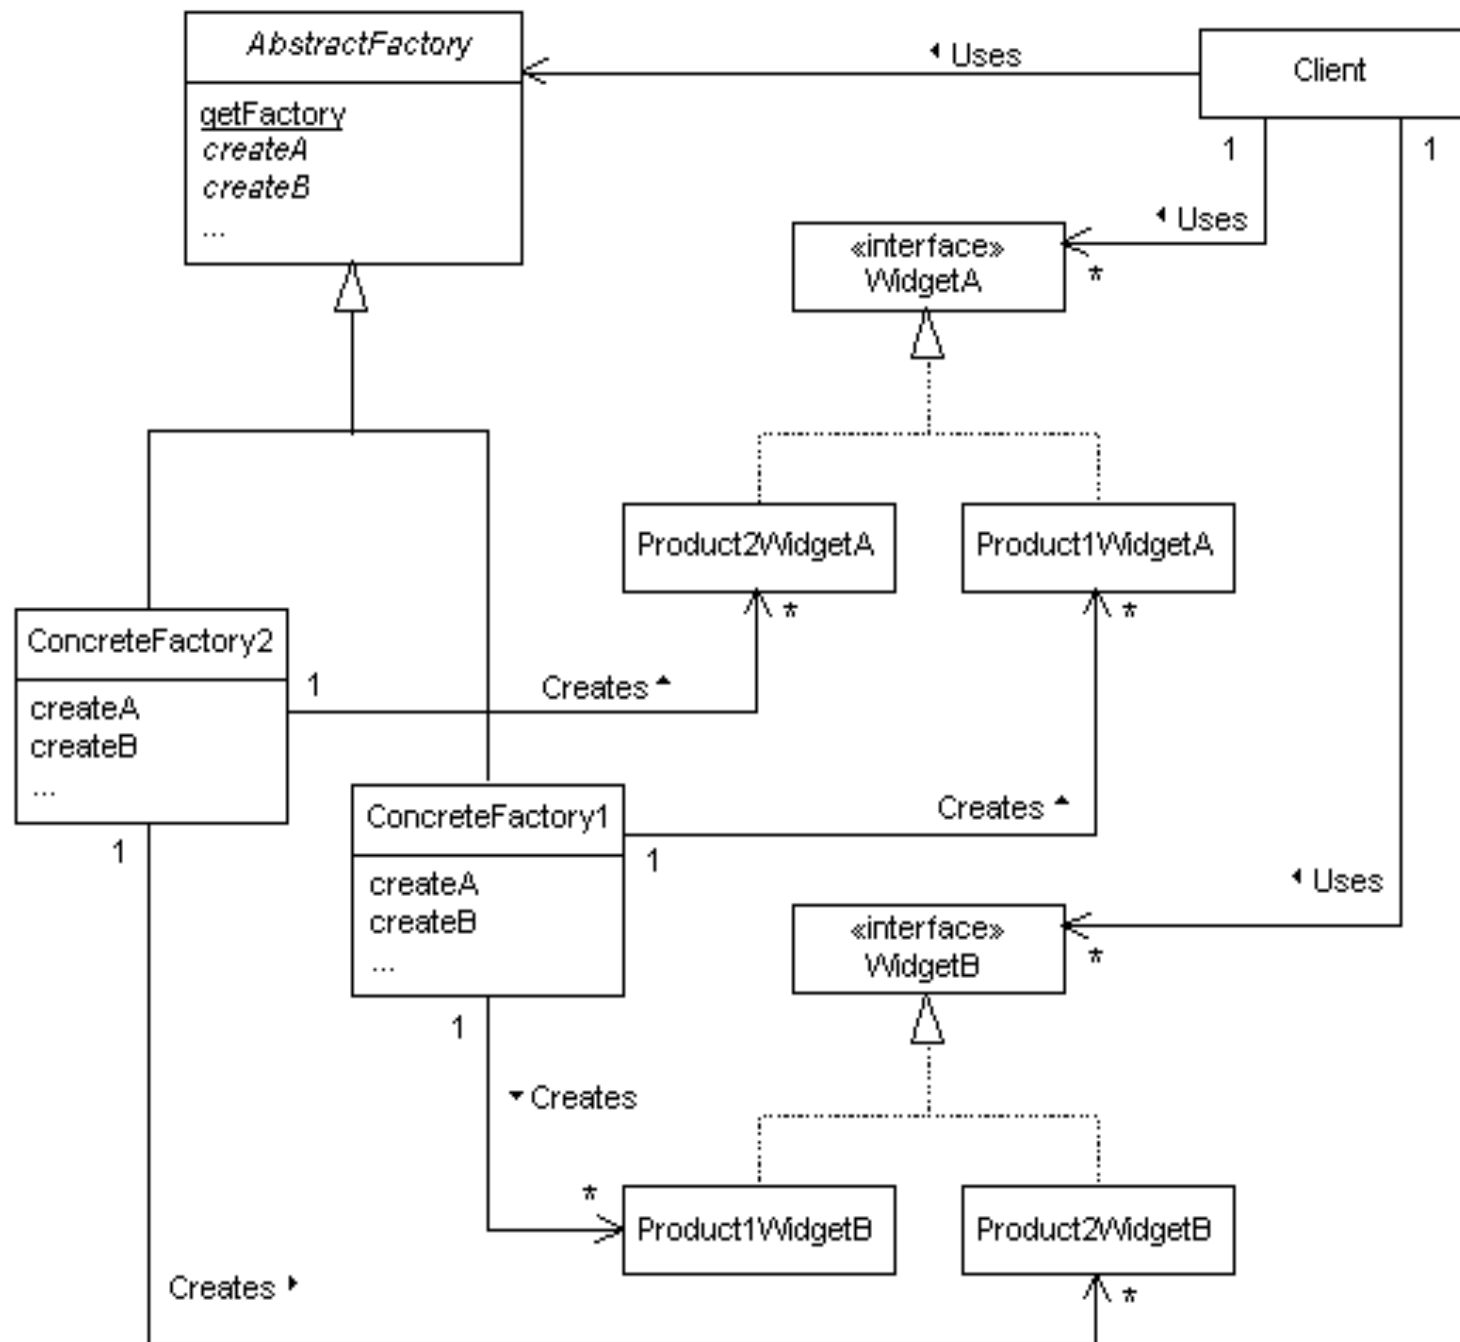 AbstractFactory
getFactory
createA
createB
...
Uses
Client
1
1
Uses
*
«interface»
WidgetA
Product2WidgetA
Product1WidgetA
*
*
ConcreteFactory2
createA
createB
...
1
Creates
1
ConcreteFactory1
createA
createB
...
1
Creates
1
Uses
*
«interface»
WidgetB
Creates
*
Product1WidgetB
Product2WidgetB
Creates
*